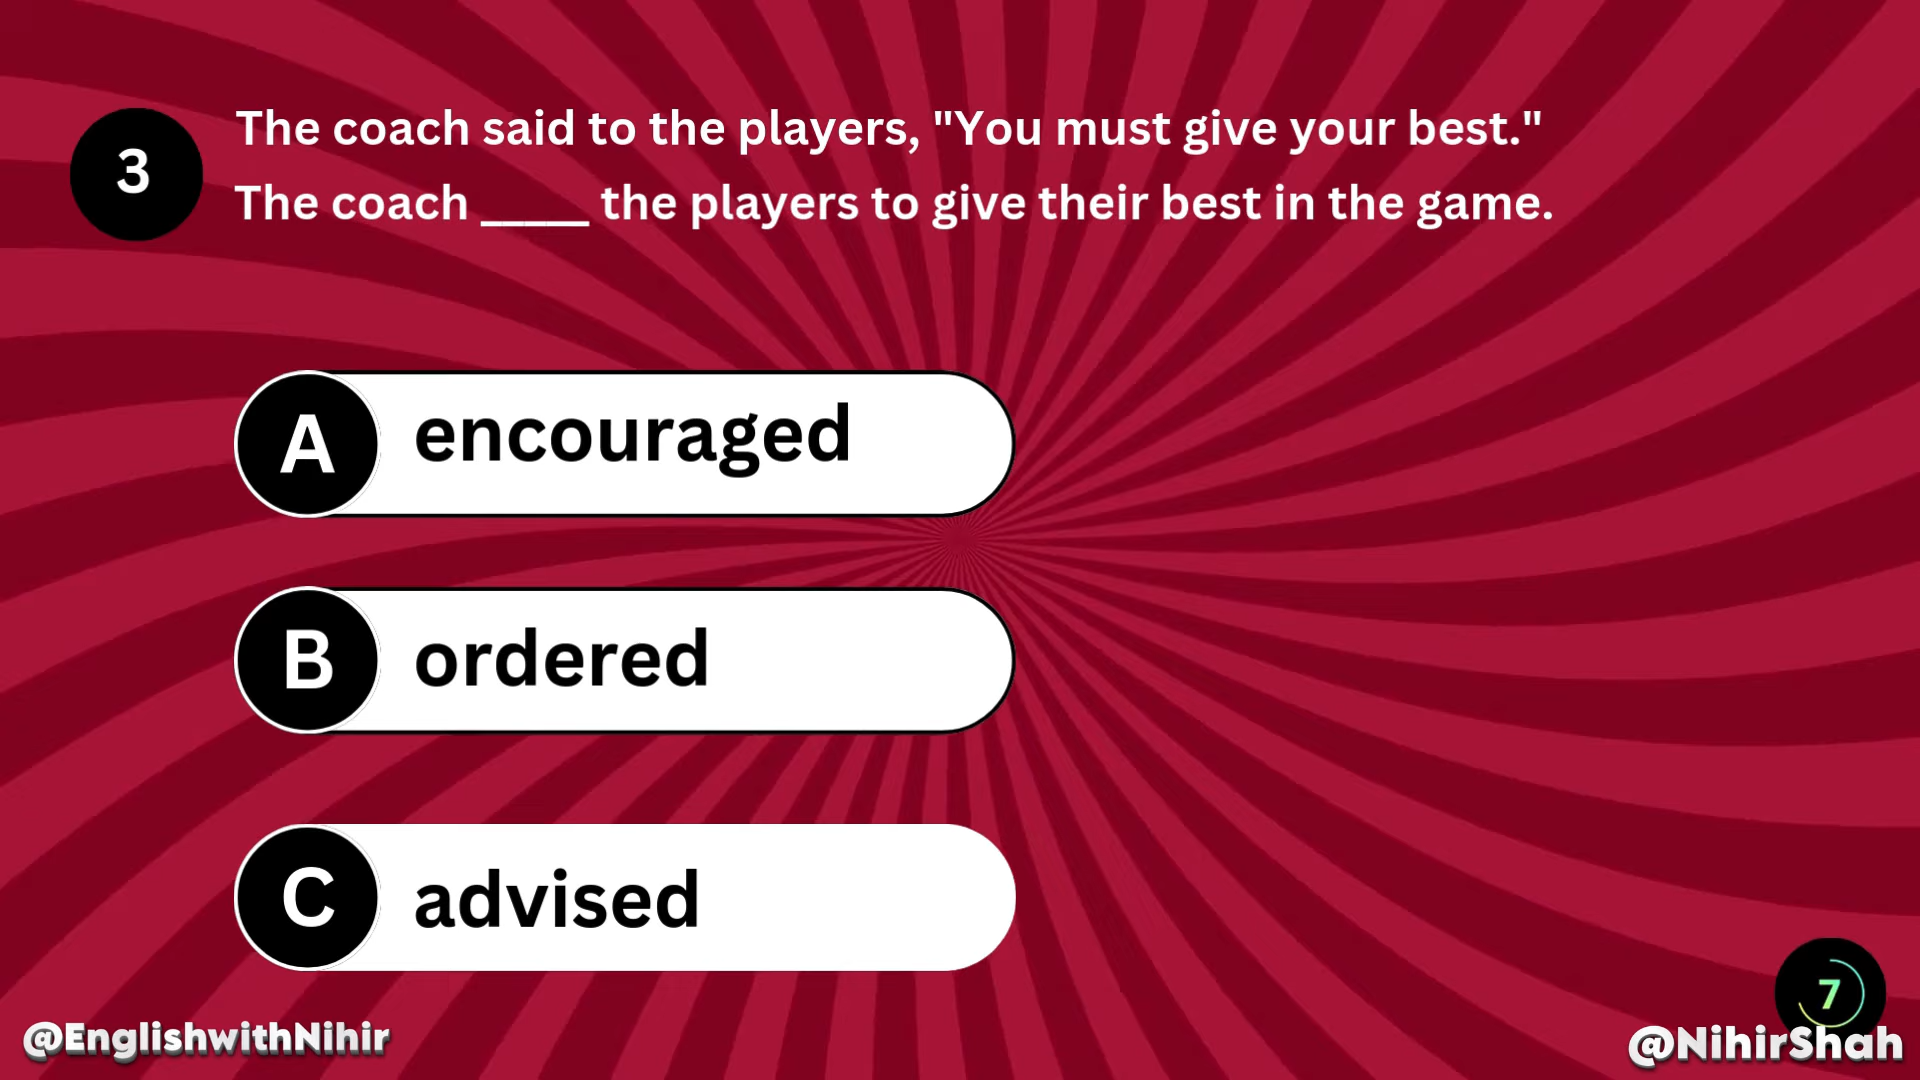 3
The coach said to the players, "You must give your best."
The coach _____ the players to give their best in the game.
A encouraged
B ordered
C advised
7
@EnglishwithNihir
@NihirShah